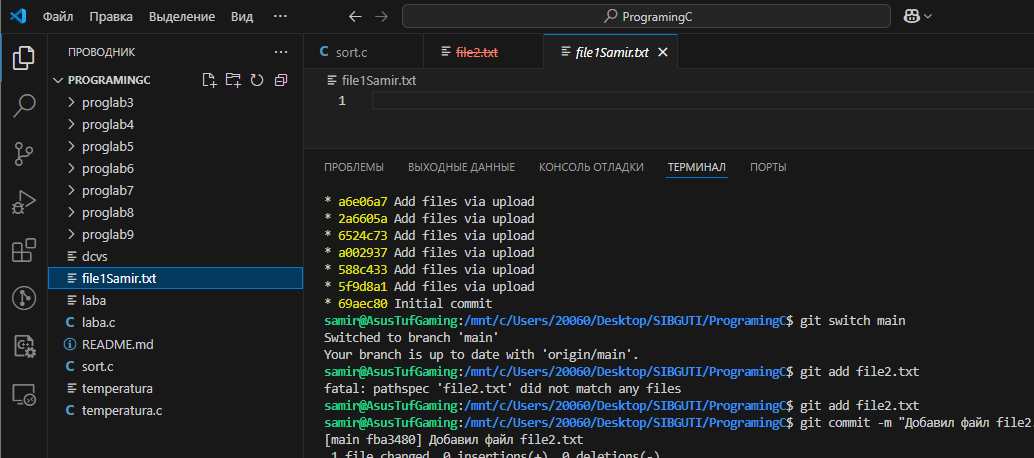 Файл Правка Выделение Вид ··· ProgramingC
ПРОВОДНИК ···
PROGRAMINGC
proglab3
proglab4
proglab5
proglab6
proglab7
proglab8
proglab9
dcvs
file1Samir.txt
laba
laba.c
README.md
sort.c
temperatura
temperatura.c
sort.c file2.txt file1Samir.txt
file1Samir.txt
1
ПРОБЛЕМЫ ВЫХОДНЫЕ ДАННЫЕ КОНСОЛЬ ОТЛАДКИ ТЕРМИНАЛ ПОРТЫ
* a6e06a7 Add files via upload
* 2a6605a Add files via upload
* 6524c73 Add files via upload
* a002937 Add files via upload
* 588c433 Add files via upload
* 5f9d8a1 Add files via upload
* 69aec80 Initial commit
samir@AsusTufGaming:/mnt/c/Users/20060/Desktop/SIBGUTI/ProgramingC$ git switch main
Switched to branch 'main'
Your branch is up to date with 'origin/main'.
samir@AsusTufGaming:/mnt/c/Users/20060/Desktop/SIBGUTI/ProgramingC$ git add file2.txt
fatal: pathspec 'file2.txt' did not match any files
samir@AsusTufGaming:/mnt/c/Users/20060/Desktop/SIBGUTI/ProgramingC$ git add file2.txt
samir@AsusTufGaming:/mnt/c/Users/20060/Desktop/SIBGUTI/ProgramingC$ git commit -m "Добавил файл file2
[main fba3480] Добавил файл file2.txt
1 file changed, 0 insertions(+), 0 deletions(-)